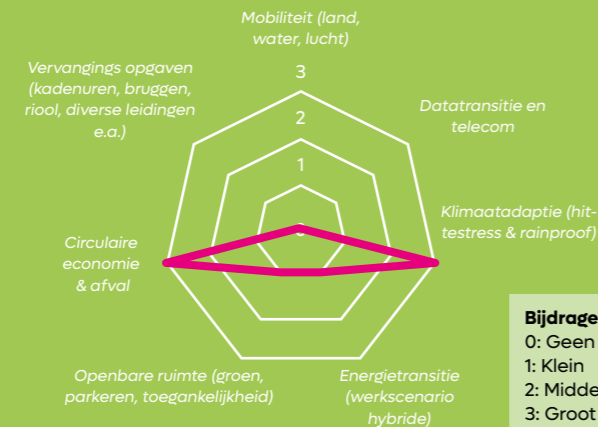 Mobiliteit (land,
water, lucht)
Vervangings opgaven
(kadenuren, bruggen,
riool, diverse leidingen
e.a.)
3
2
1
Datatransitie en
telecom
Klimaatadaptie (hit-
testress & rainproof)
Circulaire
economie
& afval
Openbare ruimte (groen,
parkeren, toegankelijkheid)
Energietransitie
(werkscenario
hybride)
Bijdrage
0: Geen
1: Klein
2: Midde
3: Groot